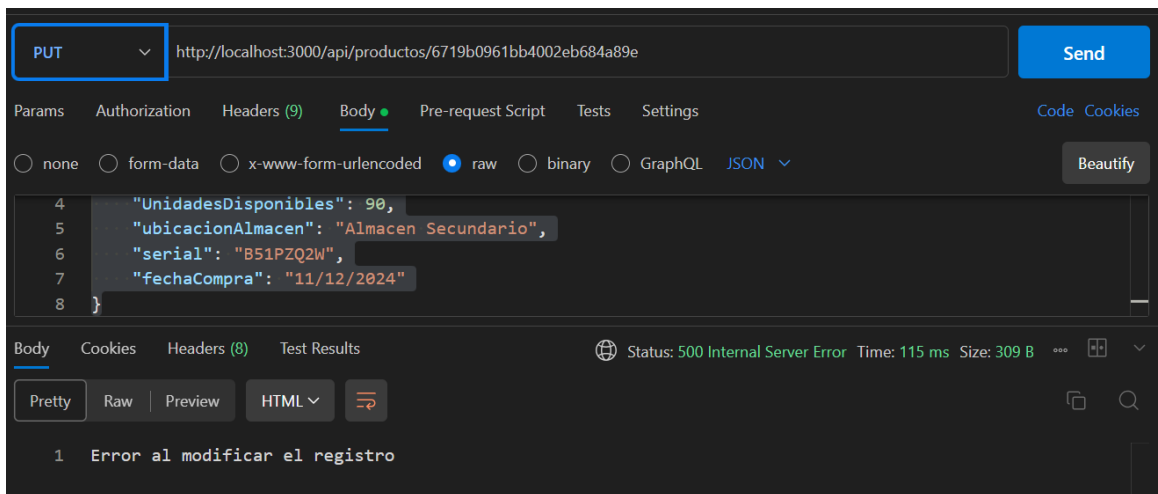 PUT http://localhost:3000/api/productos/6719b0961bb4002eb684a89e Send
Params Authorization Headers (9) Body Pre-request Script Tests Settings Code Cookies
none form-data x-www-form-urlencoded raw binary GraphQL JSON Beautify
4 "UnidadesDisponibles": 90,
5 "ubicacionAlmacen": "Almacen Secundario",
6 "serial": "B51PZQ2W",
7 "fechaCompra": "11/12/2024"
8 }
Body Cookies Headers (8) Test Results Status: 500 Internal Server Error Time: 115 ms Size: 309 B
Pretty Raw Preview HTML
1 Error al modificar el registro